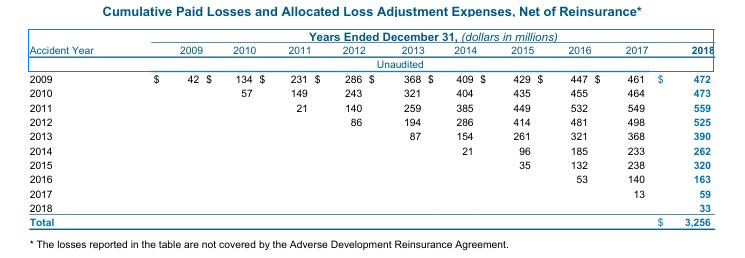 Cumulative Paid Losses and Allocated Loss Adjustment Expenses, Net of Reinsurance*
Years Ended December 31, (dollars in millions)
Accident Year 2009 2010 2011 2012 2013 2014 2015 2016 2017 2018
Unaudited
2009 $ 42 $ 134 $ 231 $ 286 $ 368 $ 409 $ 429 $ 447 $ 461 $ 472
2010 57 149 243 321 404 435 455 464 473
2011 21 140 259 385 449 532 549 559
2012 86 194 286 414 481 498 525
2013 87 154 261 321 368 390
2014 21 96 185 233 262
2015 35 132 238 320
2016 53 140 163
2017 13 59
2018 33
Total $ 3,256
* The losses reported in the table are not covered by the Adverse Development Reinsurance Agreement.